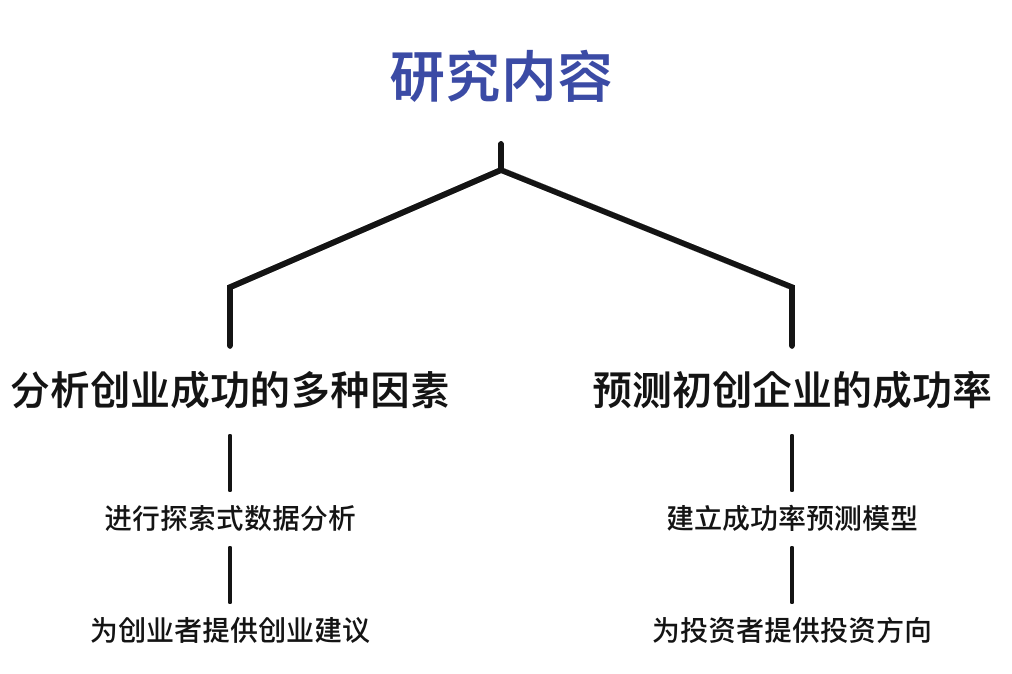 研究内容
分析创业成功的多种因素
预测初创企业的成功率
进行探索式数据分析
建立成功率预测模型
为创业者提供创业建议
为投资者提供投资方向